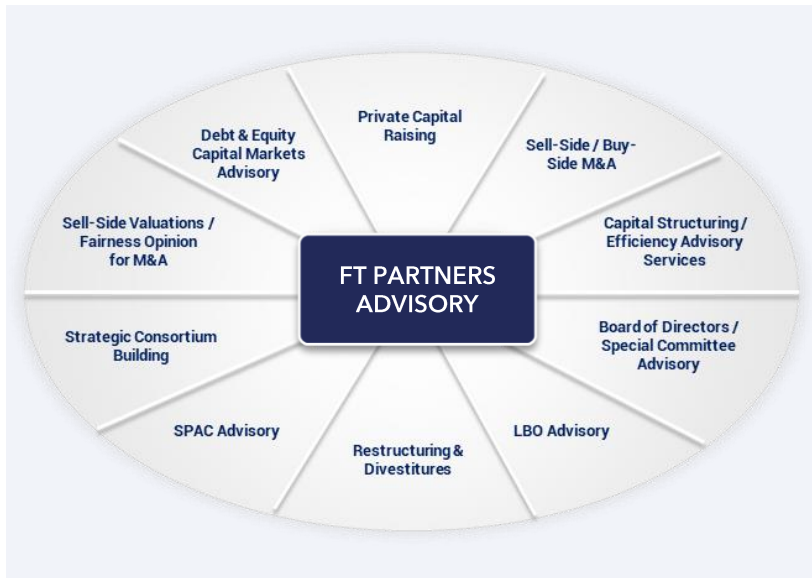 Private Capital
Raising
Sell-Side / Buy-
Side M&A
Capital Structuring /
Efficiency Advisory
Services
Board of Directors /
Special Committee
Advisory
LBO Advisory
Restructuring &
Divestitures
SPAC Advisory
Strategic Consortium
Building
Sell-Side Valuations /
Fairness Opinion
for M&A
Debt & Equity
Capital Markets
Advisory
FT PARTNERS
ADVISORY